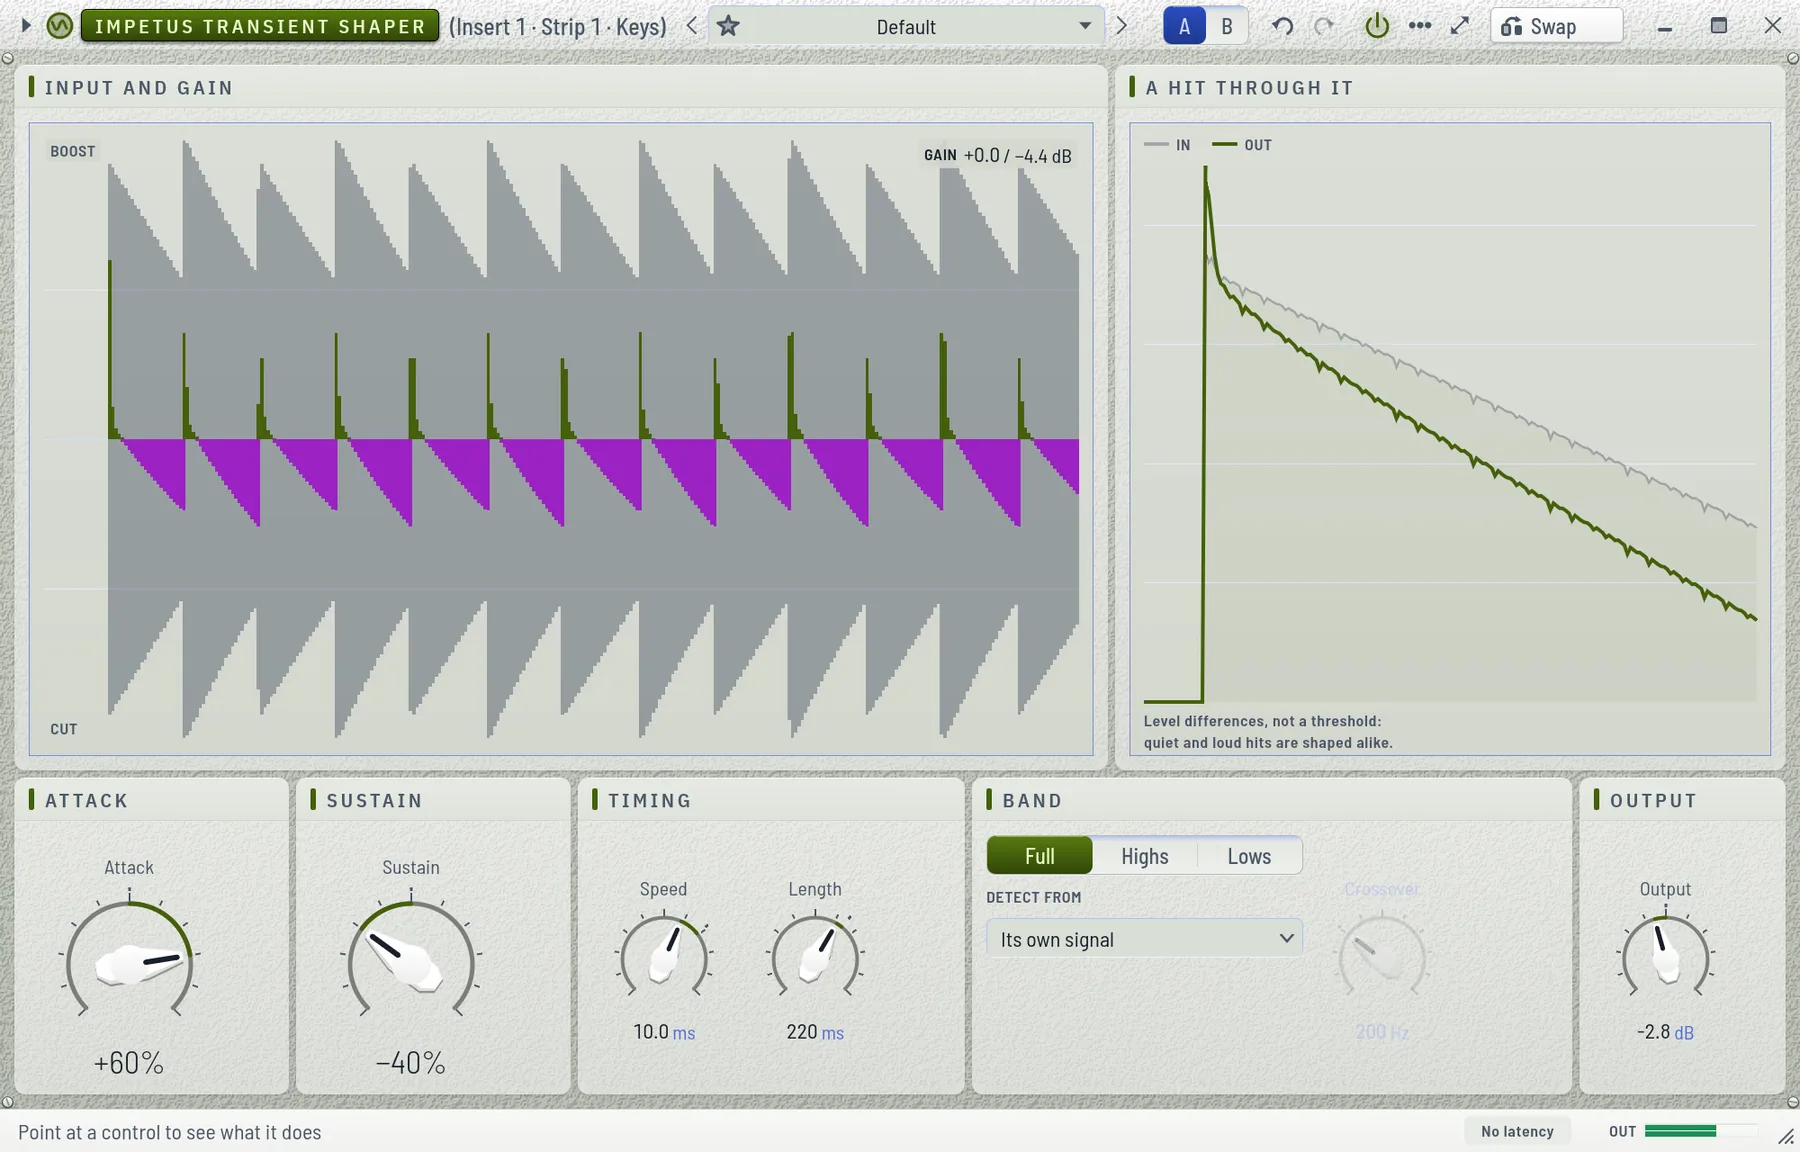 IMPETUS TRANSIENT SHAPER (Insert 1 · Strip 1 · Keys) Default A B Swap
INPUT AND GAIN
BOOST
GAIN +0.0 / −4.4 dB
CUT
A HIT THROUGH IT
IN OUT
Level differences, not a threshold:
quiet and loud hits are shaped alike.
ATTACK
Attack
+60%
SUSTAIN
Sustain
−40%
TIMING
Speed Length
10.0 ms 220 ms
BAND
Full Highs Lows
DETECT FROM
Its own signal
Crossover
200 Hz
OUTPUT
Output
-2.8 dB
Point at a control to see what it does
No latency OUT